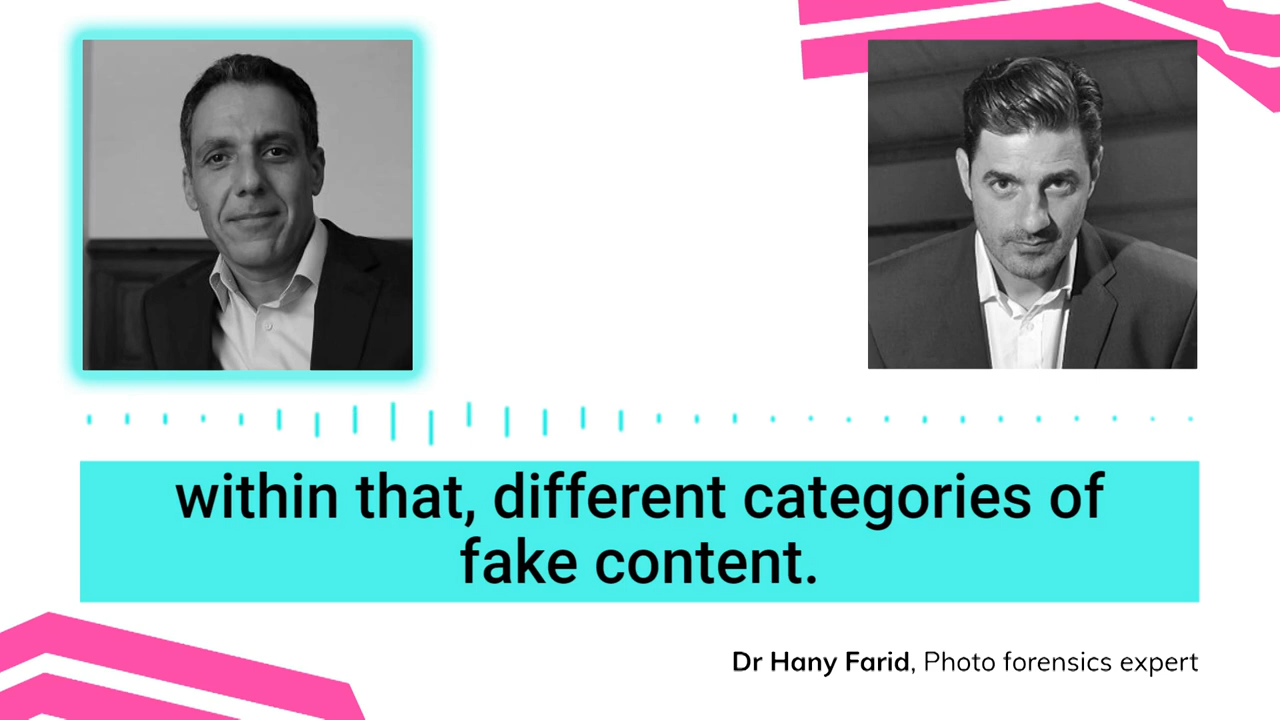 within that, different categories of
fake content.
Dr Hany Farid, Photo forensics expert